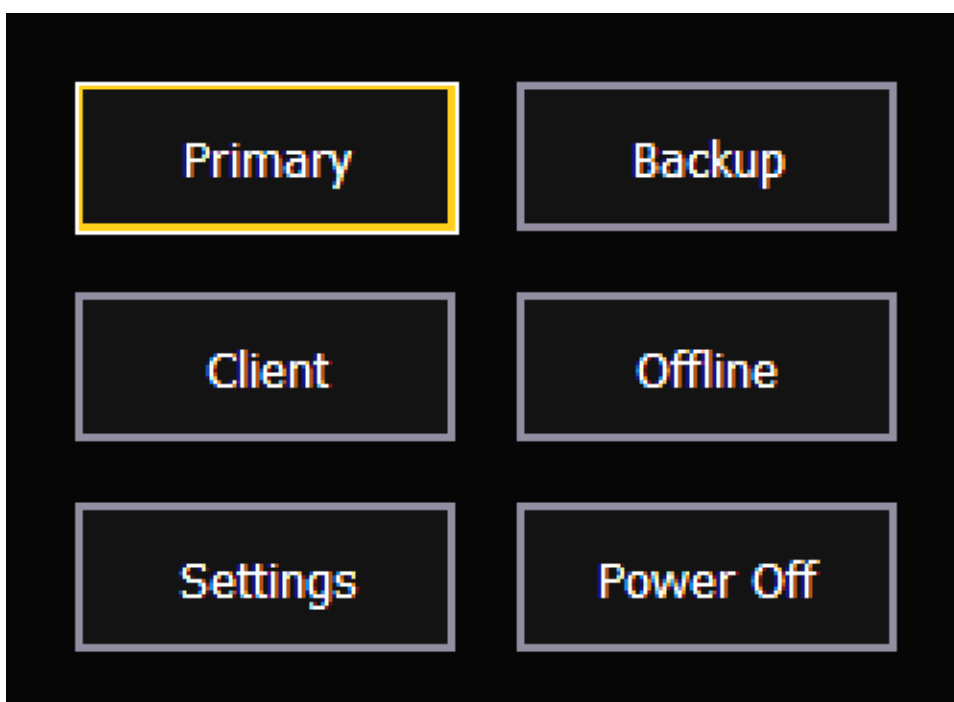 Primary
Backup
Client
Offline
Settings
Power Off